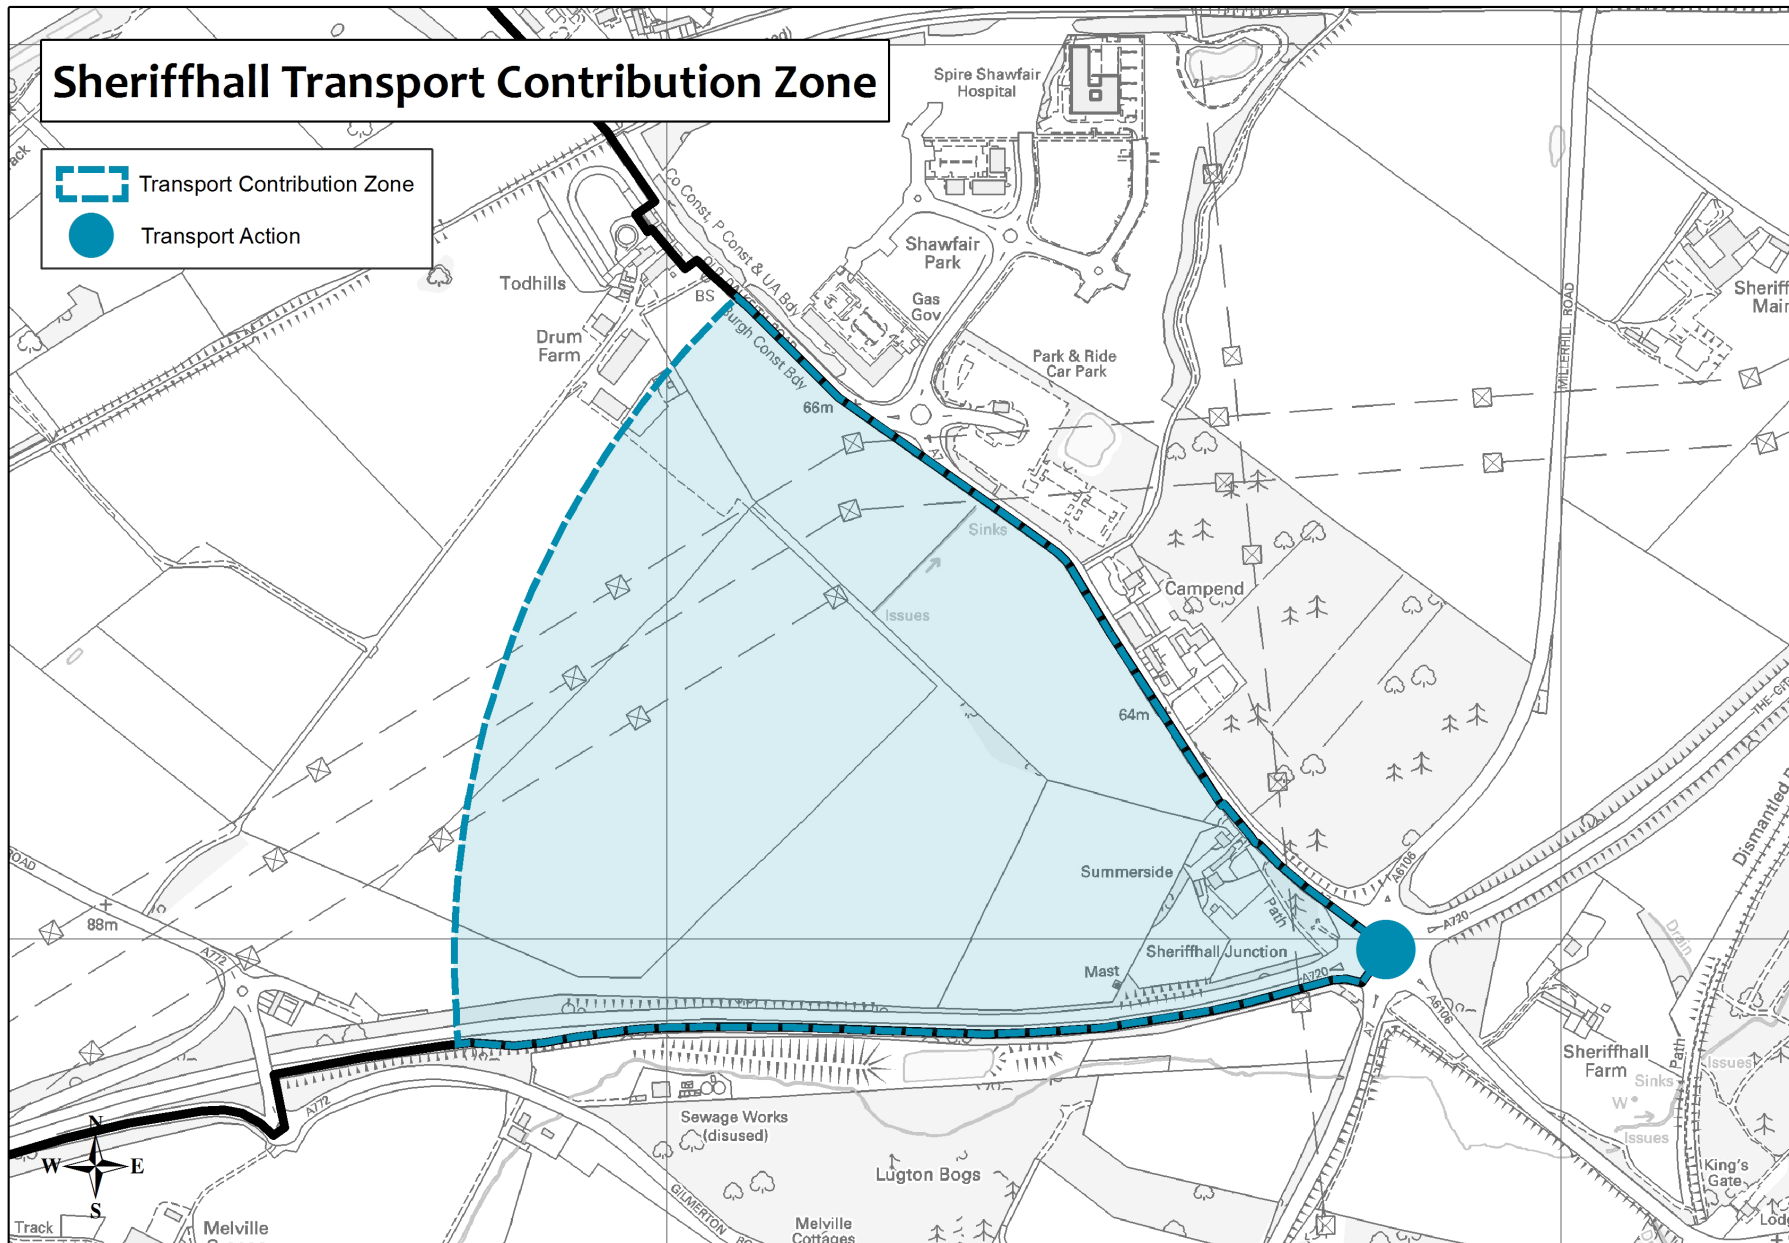 Sheriffhall Transport Contribution Zone
Transport Contribution Zone
Transport Action
Spire Shawfair
Hospital
Co Const, P Const & UA Bdy
Burgh Const Bdy
Todhills
BS
Drum
Farm
Shawfair
Park
Gas
Gov
Park & Ride
Car Park
MILLERHILL ROAD
66m
A7
Sinks
Issues
Campend
64m
Summerside
Path
Sheriffhall Junction
Mast
A720
A6106
A720
A7
A6106
Dismantled
Drain
Path
Issues
Sheriffhall
Farm
Sinks
W
Issues
King's
Gate
ROAD
88m
A772
A772
N
W
E
S
Sewage Works
(disused)
Lugton Bogs
GILMERTON
Melville
Cottages
Track
Melville